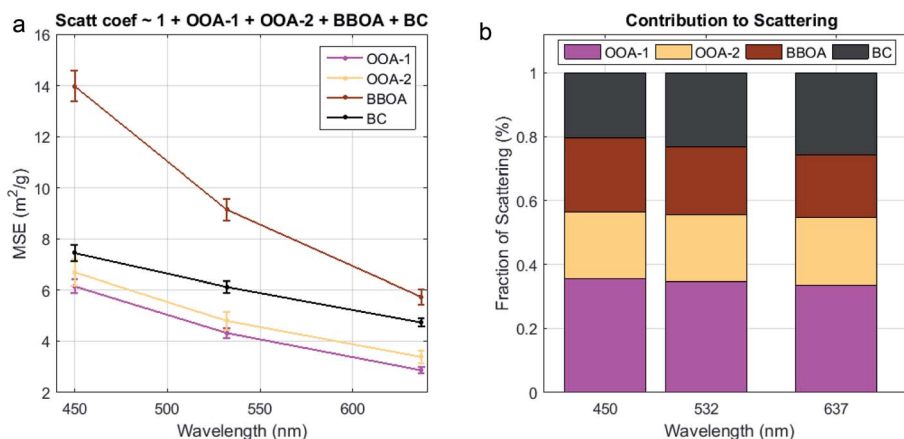 a
Scatt coef ~ 1 + OOA-1 + OOA-2 + BBOA + BC
16
14
12
10
8
6
4
2
MSE (m²/g)
450
500
550
600
Wavelength (nm)
OOA-1
OOA-2
BBOA
BC
b
Contribution to Scattering
OOA-1 OOA-2 BBOA BC
1
0.8
0.6
0.4
0.2
0
Fraction of Scattering (%)
450
532
637
Wavelength (nm)